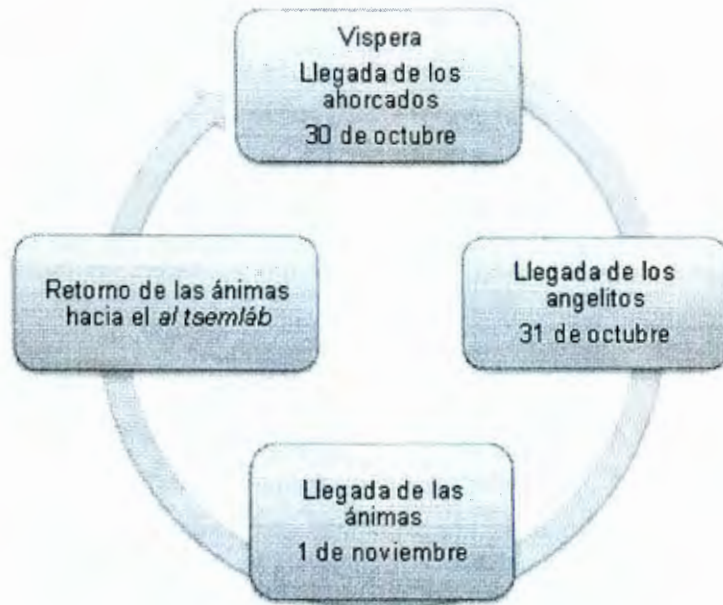 Vispera
Llegada de los
ahorcados
30 de octubre
Llegada de los
angelitos
31 de octubre
Llegada de las
ánimas
1 de noviembre
Retorno de las ánimas
hacia el al tsemláb